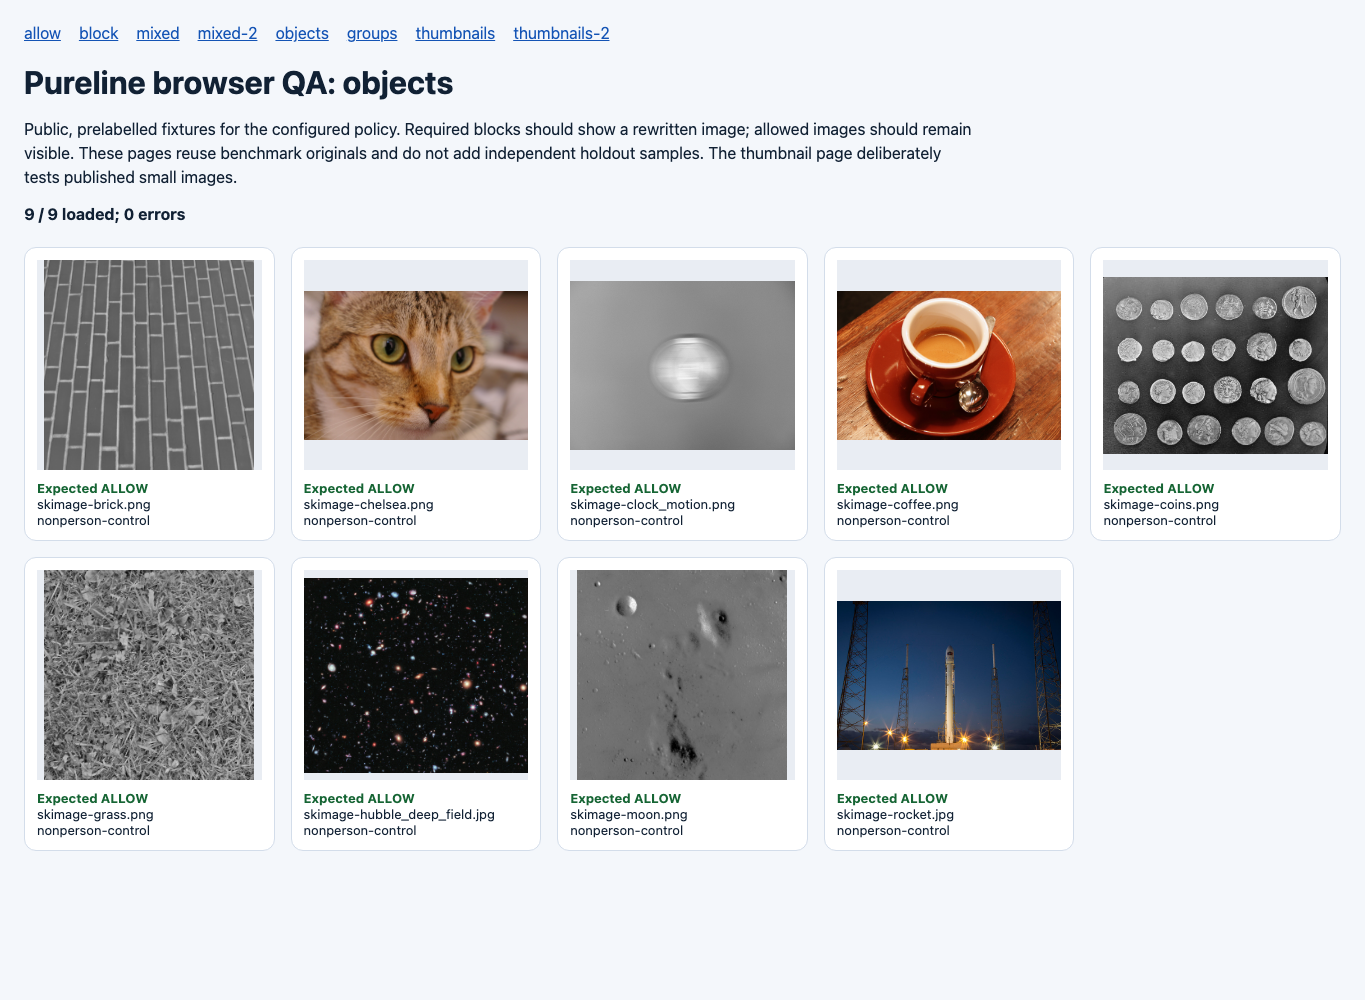 allow block mixed mixed-2 objects groups thumbnails thumbnails-2
Pureline browser QA: objects
Public, prelabelled fixtures for the configured policy. Required blocks should show a rewritten image; allowed images should remain
visible. These pages reuse benchmark originals and do not add independent holdout samples. The thumbnail page deliberately
tests published small images.
9 / 9 loaded; 0 errors
Expected ALLOW
skimage-brick.png
nonperson-control
Expected ALLOW
skimage-chelsea.png
nonperson-control
Expected ALLOW
skimage-clock_motion.png
nonperson-control
Expected ALLOW
skimage-coffee.png
nonperson-control
Expected ALLOW
skimage-coins.png
nonperson-control
Expected ALLOW
skimage-grass.png
nonperson-control
Expected ALLOW
skimage-hubble_deep_field.jpg
nonperson-control
Expected ALLOW
skimage-moon.png
nonperson-control
Expected ALLOW
skimage-rocket.jpg
nonperson-control